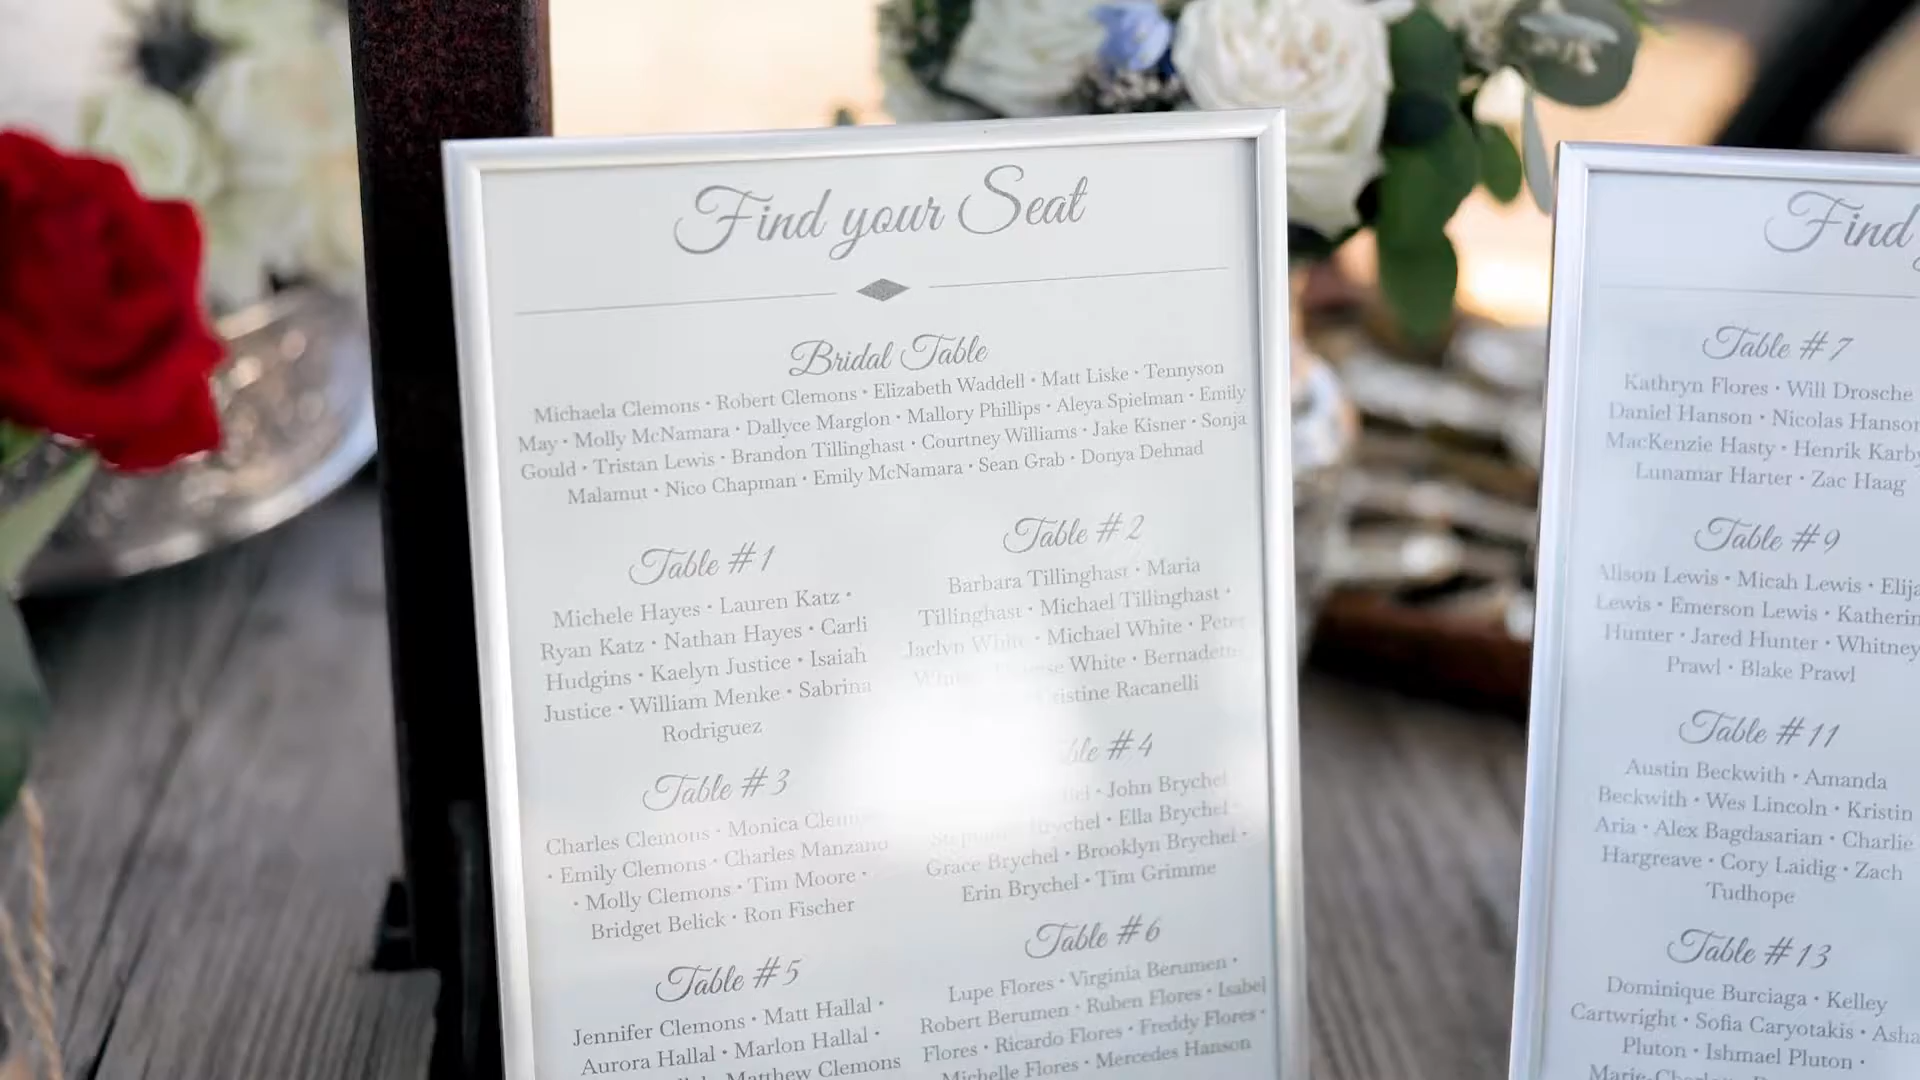 Find your Seat
Bridal Table
Michaela Clemons • Robert Clemons • Elizabeth Waddell • Matt Liske • Tennyson
May • Molly McNamara • Dallyce Marglon • Mallory Phillips • Aleya Spielman • Emily
Gould • Tristan Lewis • Brandon Tillinghast • Courtney Williams • Jake Kisner • Sonja
Malamut • Nico Chapman • Emily McNamara • Sean Grab • Donya Dehnad
Table #1
Michele Hayes • Lauren Katz •
Ryan Katz • Nathan Hayes • Carli
Hudgins • Kaelyn Justice • Isaiah
Justice • William Menke • Sabrina
Rodriguez
Table #2
Barbara Tillinghast • Maria
Tillinghast • Michael Tillinghast •
Jaclyn White • Michael White •
White • Bernadette
Racanelli
Table #3
Charles Clemons • Monica
• Emily Clemons • Charles Manzano
• Molly Clemons • Tim Moore •
Bridget Belick • Ron Fischer
#4
• John Brychel
Brychel • Ella Brychel
Grace Brychel • Brooklyn Brychel •
Erin Brychel • Tim Grimme
Table #5
Jennifer Clemons • Matt Hallal •
Aurora Hallal • Marlon Hallal •
Matthew Clemons
Table #6
Lupe Flores • Virginia Berumen •
Robert Berumen • Ruben Flores • Isabel
Flores • Ricardo Flores • Freddy Flores •
Michelle Flores • Mercedes Hanson
Find
Table #7
Kathryn Flores • Will Drosche
Daniel Hanson • Nicolas Hanson
MacKenzie Hasty • Henrik Karby
Lunamar Harter • Zac Haag
Table #9
Alison Lewis • Micah Lewis •
Lewis • Emerson Lewis •
Hunter • Jared Hunter • Whitney
Prawl • Blake Prawl
Table #11
Austin Beckwith • Amanda
Beckwith • Wes Lincoln • Kristin
Aria • Alex Bagdasarian • Charlie
Hargreave • Cory Laidig • Zach
Tudhope
Table #13
Dominique Burciaga • Kelley
Cartwright • Sofia Caryotakis •
Pluton • Ishmael Pluton •